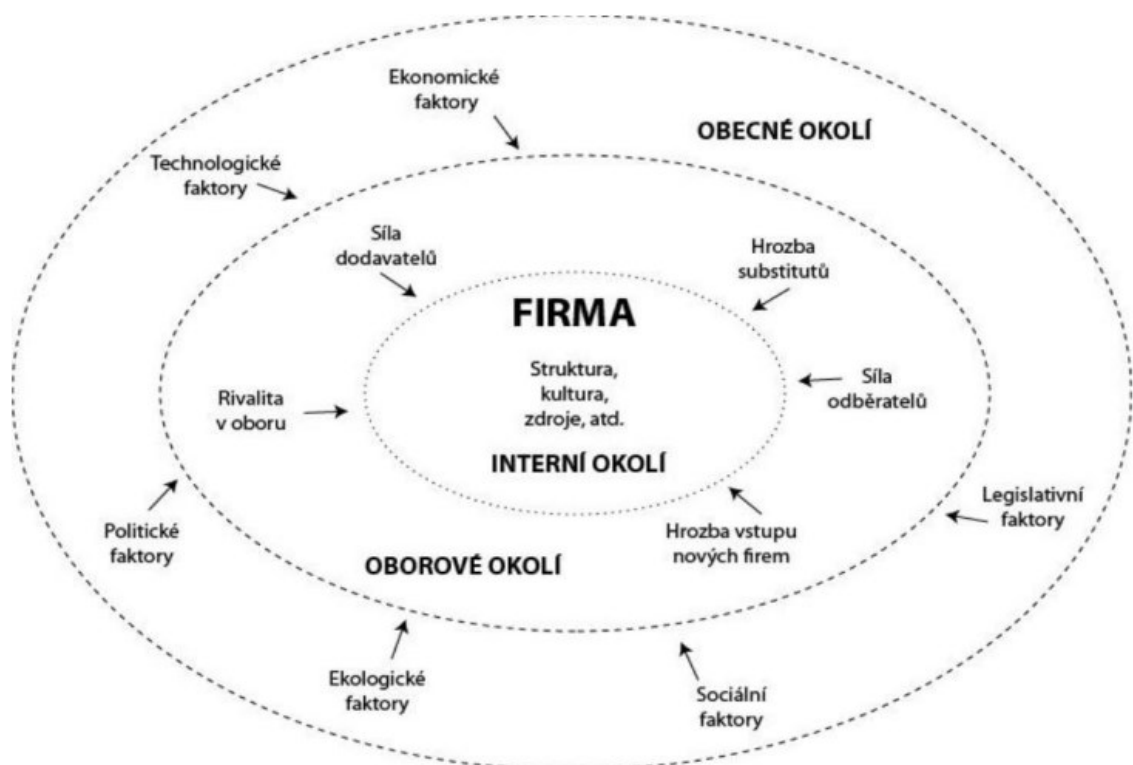 Ekonomické
faktory
OBECNÉ OKOLÍ
Technologické
faktory
Síla
dodavatelů
Hrozba
substitutů
FIRMA
Struktura,
kultura,
zdroje, atd.
Rivalita
v oboru
Síla
odběratelů
INTERNÍ OKOLÍ
Legislativní
faktory
Politické
faktory
Hrozba vstupu
nových firem
OBOROVÉ OKOLÍ
Ekologické
faktory
Sociální
faktory